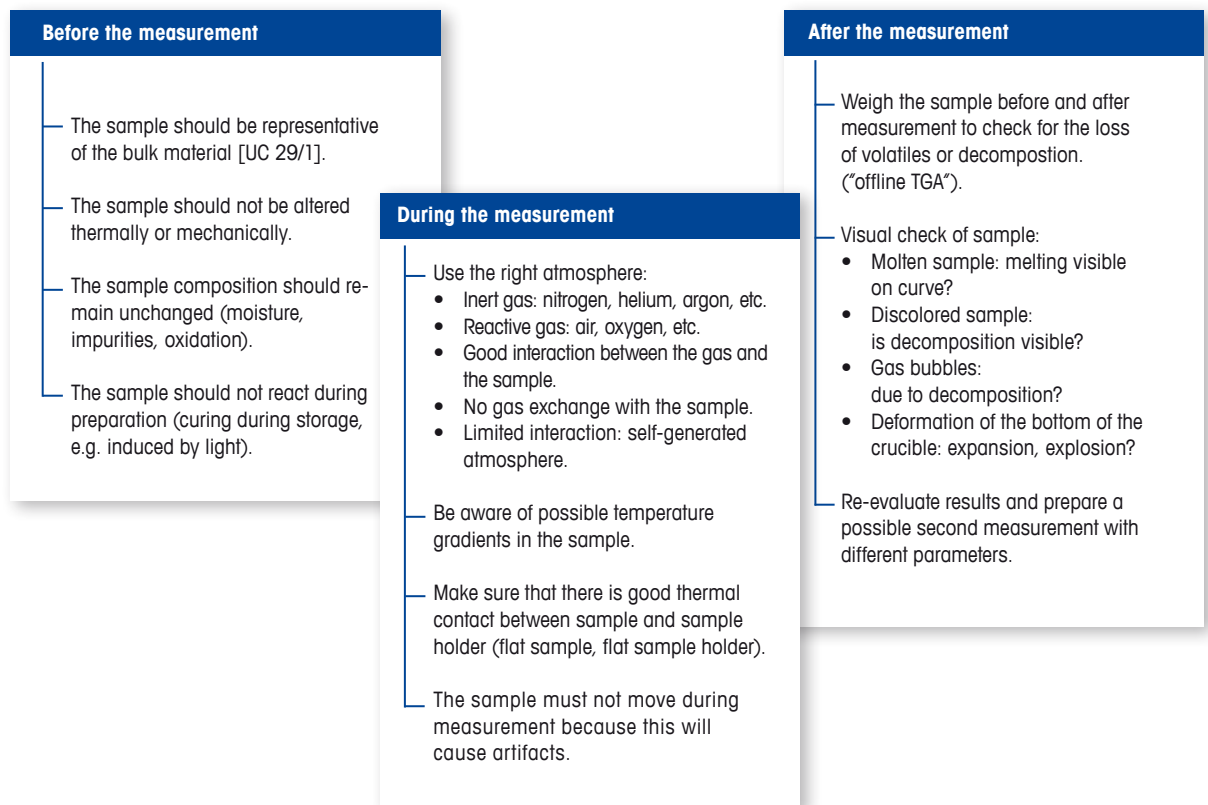 Before the measurement
The sample should be representative
of the bulk material [UC 29/1].
The sample should not be altered
thermally or mechanically.
The sample composition should re-
main unchanged (moisture,
impurities, oxidation).
The sample should not react during
preparation (curing during storage,
e.g. induced by light).
During the measurement
Use the right atmosphere:
• Inert gas: nitrogen, helium, argon, etc.
• Reactive gas: air, oxygen, etc.
• Good interaction between the gas and
the sample.
• No gas exchange with the sample.
• Limited interaction: self-generated
atmosphere.
Be aware of possible temperature
gradients in the sample.
Make sure that there is good thermal
contact between sample and sample
holder (flat sample, flat sample holder).
The sample must not move during
measurement because this will
cause artifacts.
After the measurement
Weigh the sample before and after
measurement to check for the loss
of volatiles or decompostion.
("offline TGA").
Visual check of sample:
• Molten sample: melting visible
on curve?
• Discolored sample:
is decomposition visible?
• Gas bubbles:
due to decomposition?
• Deformation of the bottom of the
crucible: expansion, explosion?
Re-evaluate results and prepare a
possible second measurement with
different parameters.